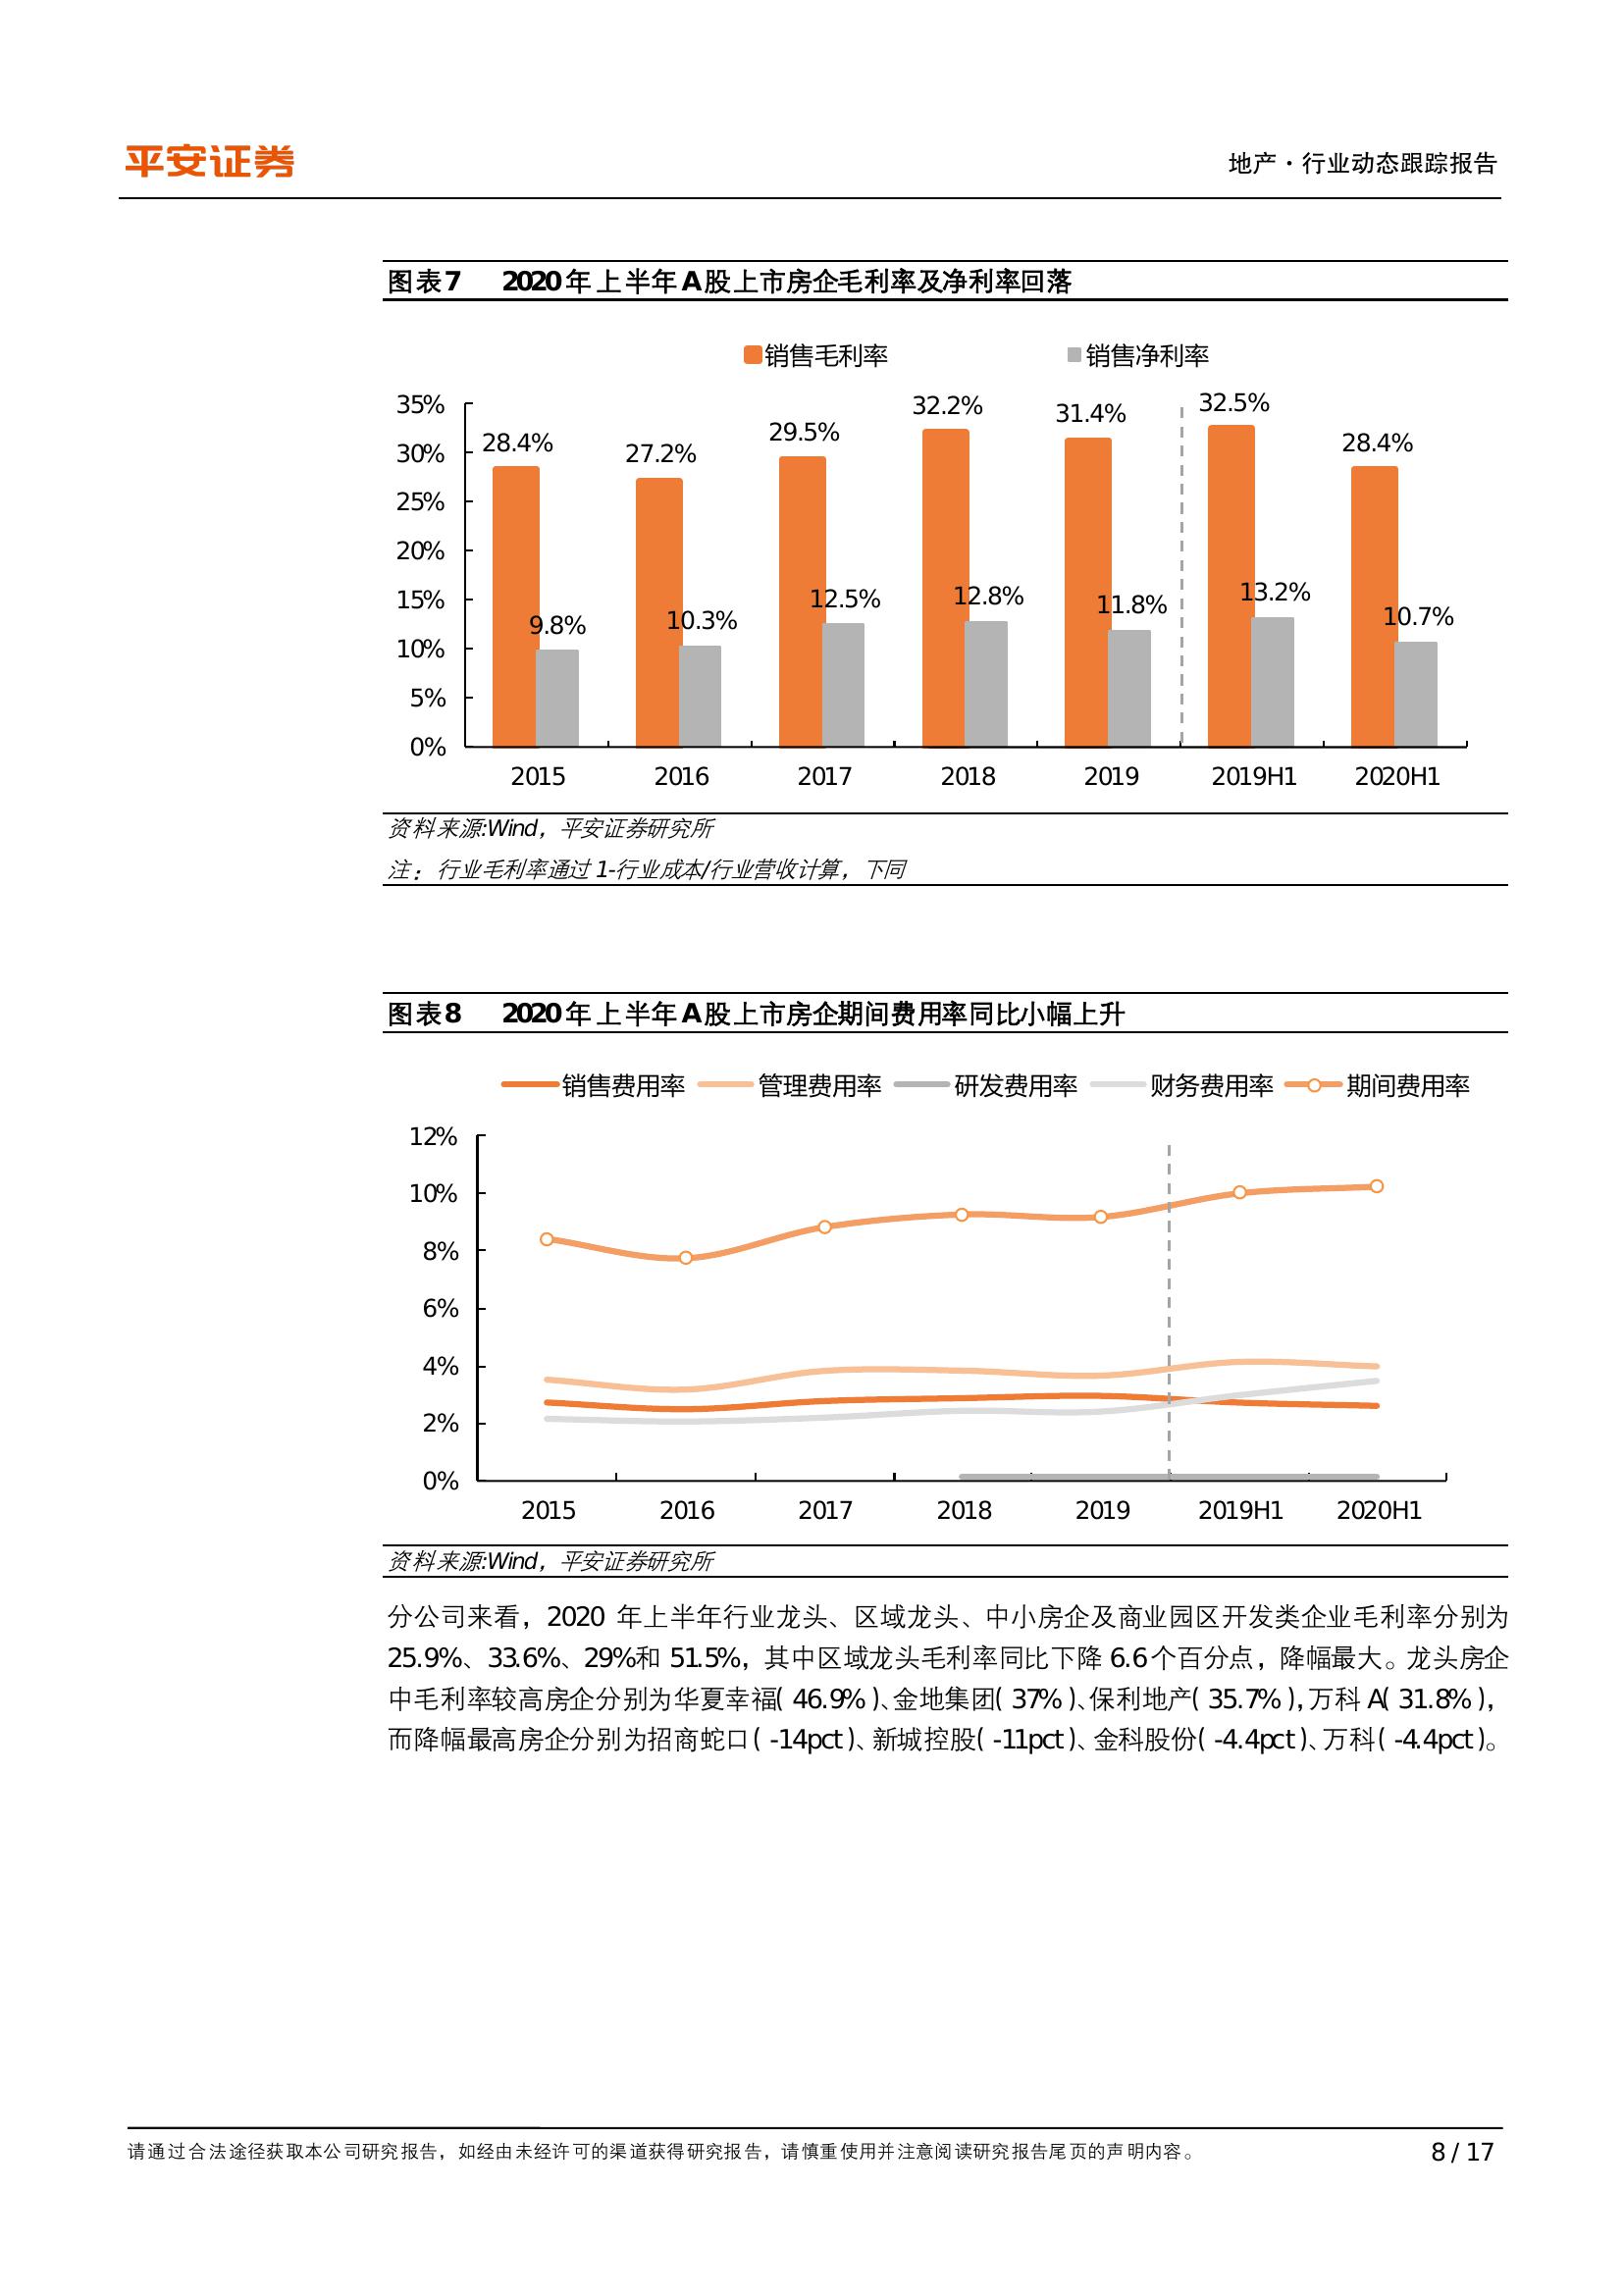 平安证券
地产·行业动态跟踪报告
图表7 2020年上半年A股上市房企毛利率及净利率回落
销售毛利率 销售净利率
35%
30%
25%
20%
15%
10%
5%
0%
28.4% 27.2% 29.5% 32.2% 31.4% 32.5% 28.4%
9.8% 10.3% 12.5% 12.8% 11.8% 13.2% 10.7%
2015 2016 2017 2018 2019 2019H1 2020H1
资料来源:Wind，平安证券研究所
注：行业毛利率通过 1-行业成本/行业营收计算，下同
图表8 2020年上半年A股上市房企期间费用率同比小幅上升
销售费用率 管理费用率 研发费用率 财务费用率 期间费用率
12%
10%
8%
6%
4%
2%
0%
2015 2016 2017 2018 2019 2019H1 2020H1
资料来源:Wind，平安证券研究所
分公司来看，2020 年上半年行业龙头、区域龙头、中小房企及商业园区开发类企业毛利率分别为
25.9%、33.6%、29%和 51.5%，其中区域龙头毛利率同比下降 6.6 个百分点，降幅最大。龙头房企
中毛利率较高房企分别为华夏幸福( 46.9% )、金地集团( 37% )、保利地产( 35.7% )，万科 A( 31.8% )，
而降幅最高房企分别为招商蛇口( -14pct )、新城控股( -11pct )、金科股份( -4.4pct )、万科( -4.4pct )。
请通过合法途径获取本公司研究报告，如经由未经许可的渠道获得研究报告，请慎重使用并注意阅读研究报告尾页的声明内容。
8 / 17